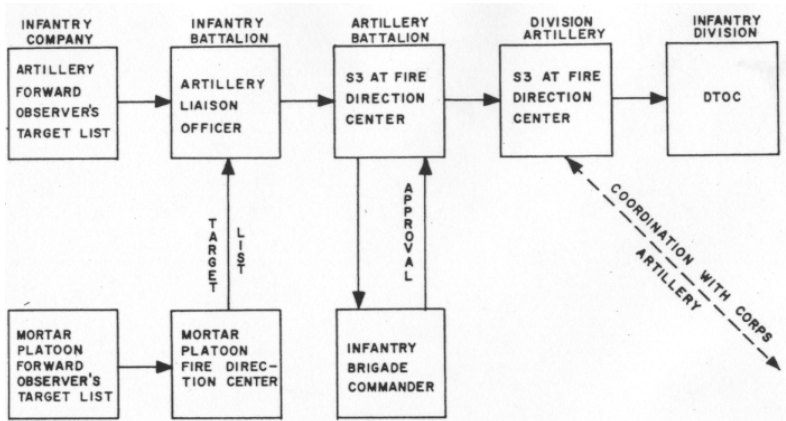 INFANTRY
COMPANY
INFANTRY
BATTALION
ARTILLERY
BATTALION
DIVISION
ARTILLERY
INFANTRY
DIVISION
ARTILLERY
FORWARD
OBSERVER'S
TARGET LIST
ARTILLERY
LIAISON
OFFICER
S3 AT FIRE
DIRECTION
CENTER
S3 AT FIRE
DIRECTION
CENTER
DTOC
TARGET
LIST
APPROVAL
COORDINATION WITH CORPS
ARTILLERY
MORTAR
PLATOON
FORWARD
OBSERVER'S
TARGET LIST
MORTAR
PLATOON
FIRE DIREC-
TION CENTER
INFANTRY
BRIGADE
COMMANDER